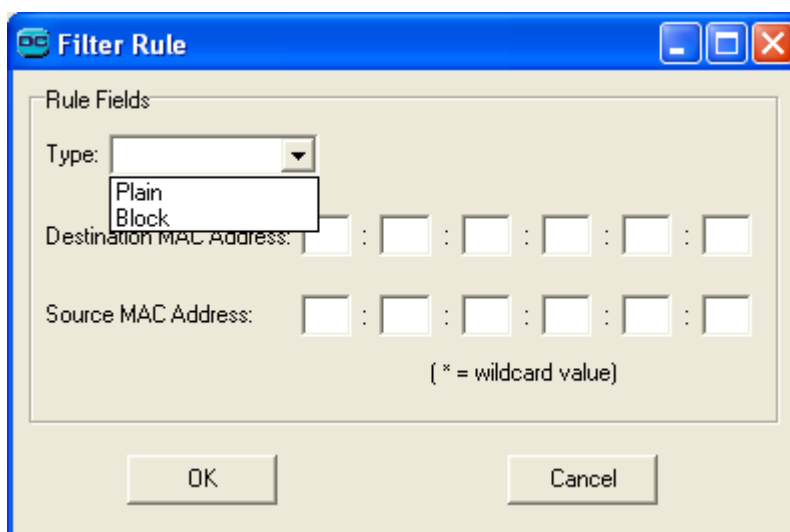 Filter Rule
Rule Fields
Type:
Plain
Block
Destination MAC Address: : : : : :
Source MAC Address: : : : : :
( * = wildcard value)
OK Cancel